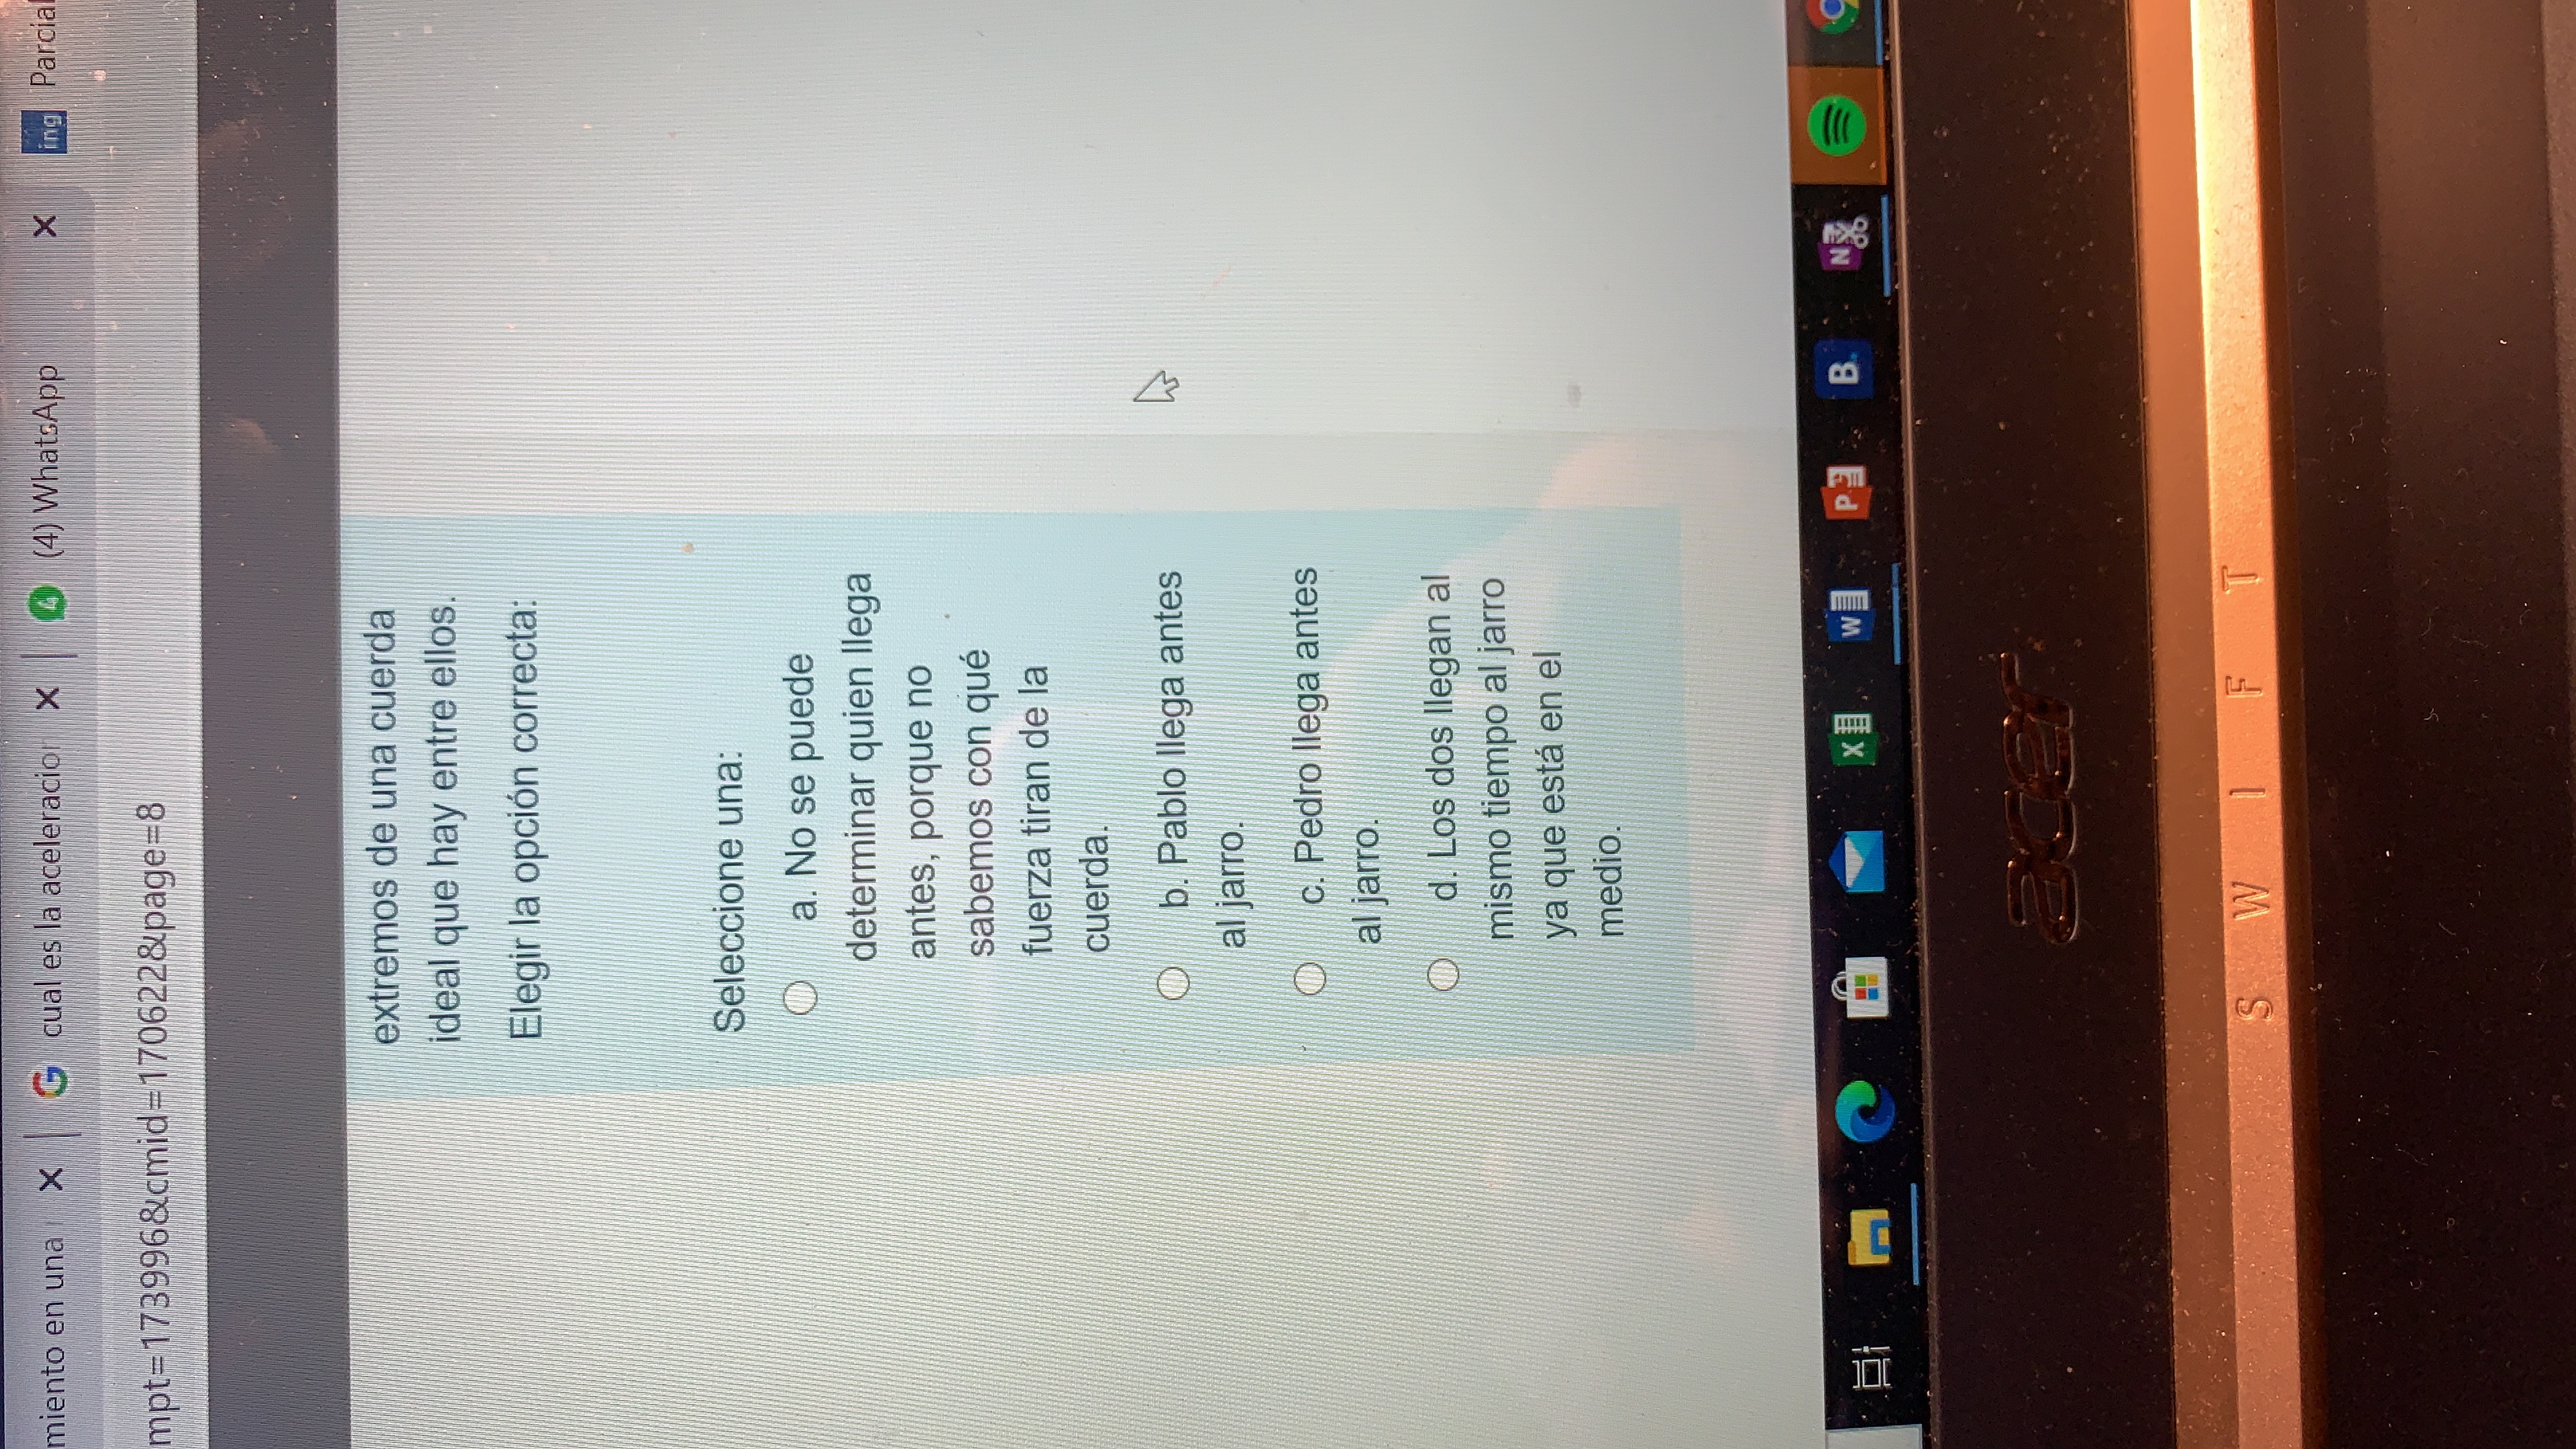 miento en una
cual es la aceleracion
(4) WhatsApp
ing Parcial
mpt=173996&cmid=170622&page=8
extremos de una cuerda
ideal que hay entre ellos.
Elegir la opción correcta:
Seleccione una:
a. No se puede
determinar quien llega
antes, porque no
sabemos con qué
fuerza tiran de la
cuerda.
b. Pablo llega antes
al jarro.
c. Pedro llega antes
al jarro.
d. Los dos llegan al
mismo tiempo al jarro
ya que está en el
medio.
B.
acer
SWIFT